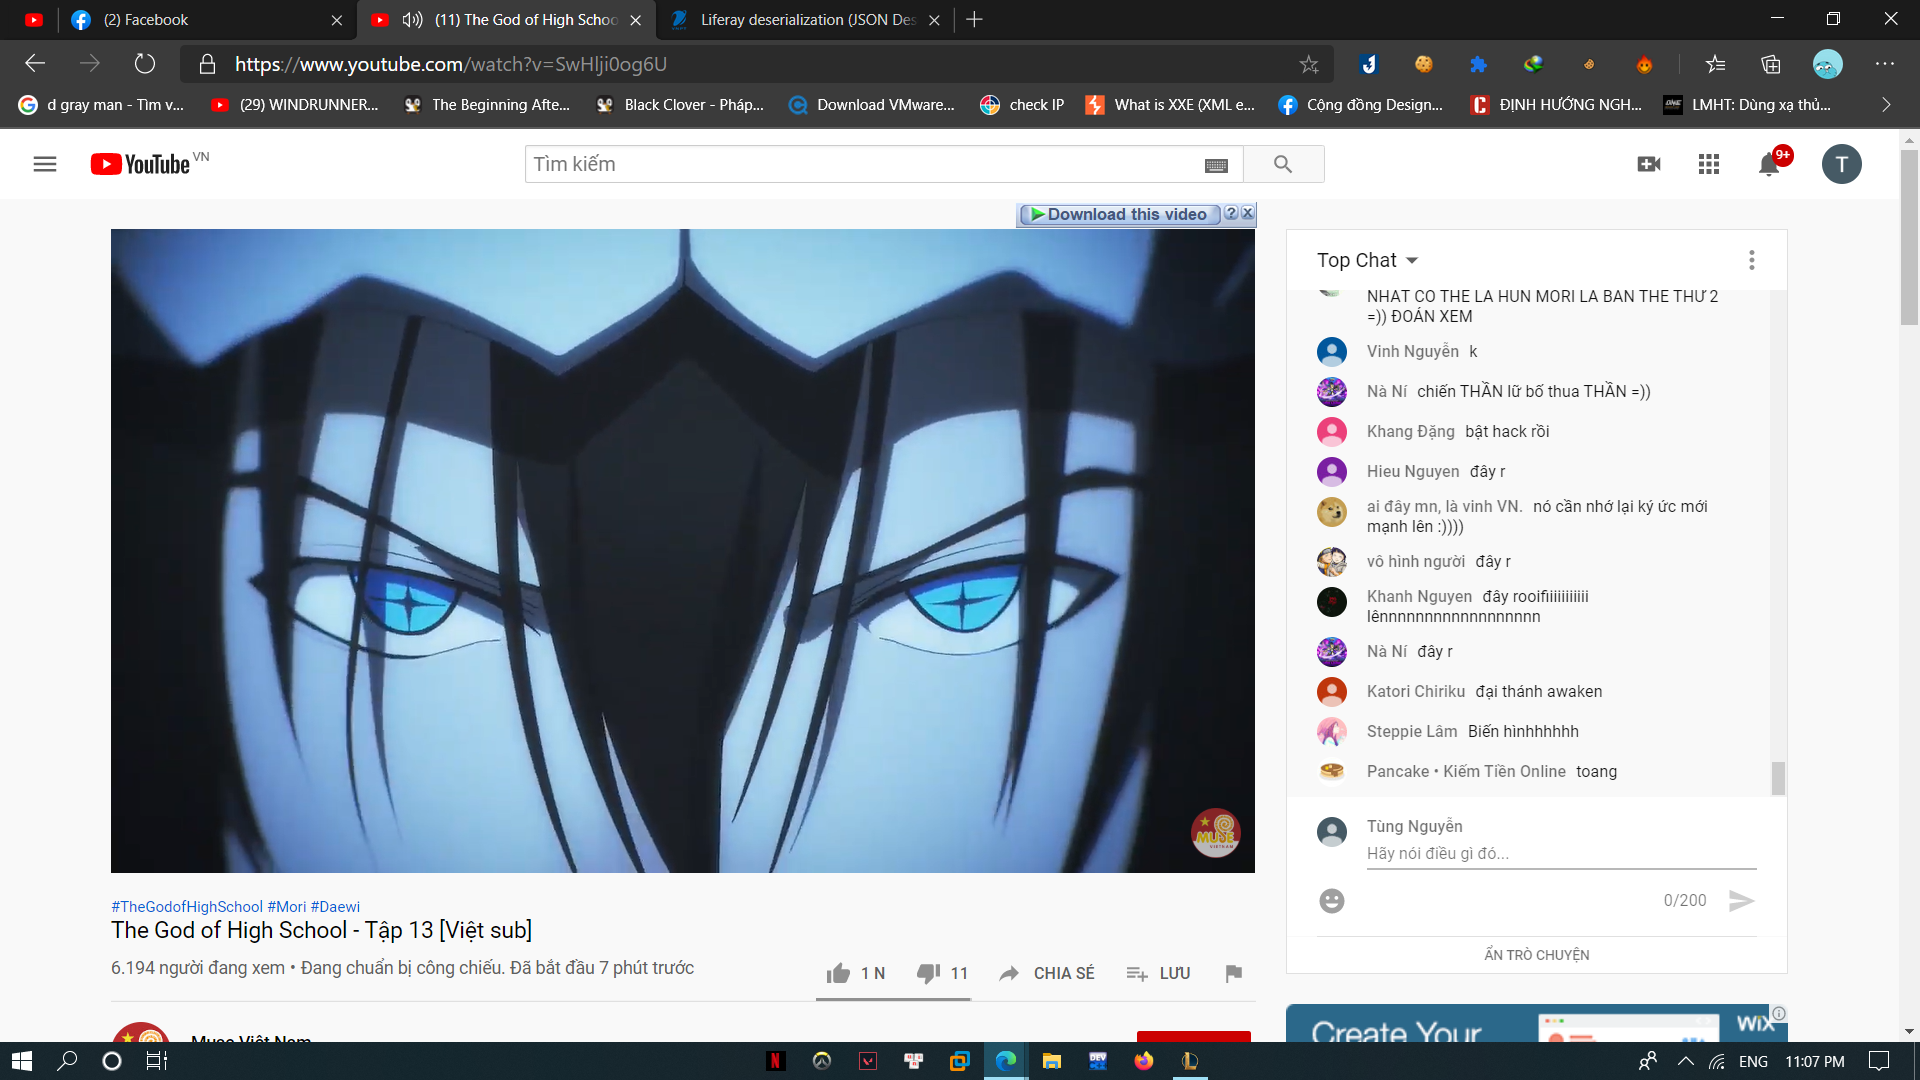 (2) Facebook
(11) The God of High Schoo
Liferay deserialization (JSON Des
https://www.youtube.com/watch?v=SwHlji0og6U
d gray man - Tìm v...
(29) WINDRUNNER...
The Beginning Afte...
Black Clover - Pháp...
Download VMware...
check IP
What is XXE (XML e...
Cộng đồng Design...
ĐỊNH HƯỚNG NGH...
LMHT: Dùng xạ thủ...
YouTube VN
Tìm kiếm
9+
T
Download this video ? X
Top Chat
NHAT CO THE LA HUN MORI LA BAN THE THƯ 2
=)) ĐOÁN XEM
Vinh Nguyễn k
Nà Ní chiến THẦN lữ bố thua THẦN =))
Khang Đặng bật hack rồi
Hieu Nguyen đây r
ai đây mn, là vinh VN. nó cần nhớ lại ký ức mới
mạnh lên :))))
vô hình người đây r
Khanh Nguyen đây rooifiiiiiiiiiii
lênnnnnnnnnnnnnnnnnn
Nà Ní đây r
Katori Chiriku đại thánh awaken
Steppie Lâm Biến hìnhhhhhh
Pancake • Kiếm Tiền Online toang
MUSE
VIETNAM
Tùng Nguyễn
Hãy nói điều gì đó...
0/200
ẨN TRÒ CHUYỆN
#TheGodofHighSchool #Mori #Daewi
The God of High School - Tập 13 [Việt sub]
6.194 người đang xem • Đang chuẩn bị công chiếu. Đã bắt đầu 7 phút trước
1 N
11
CHIA SẺ
LƯU
Muse Việt Nam
Create Your
WIX
ENG
11:07 PM